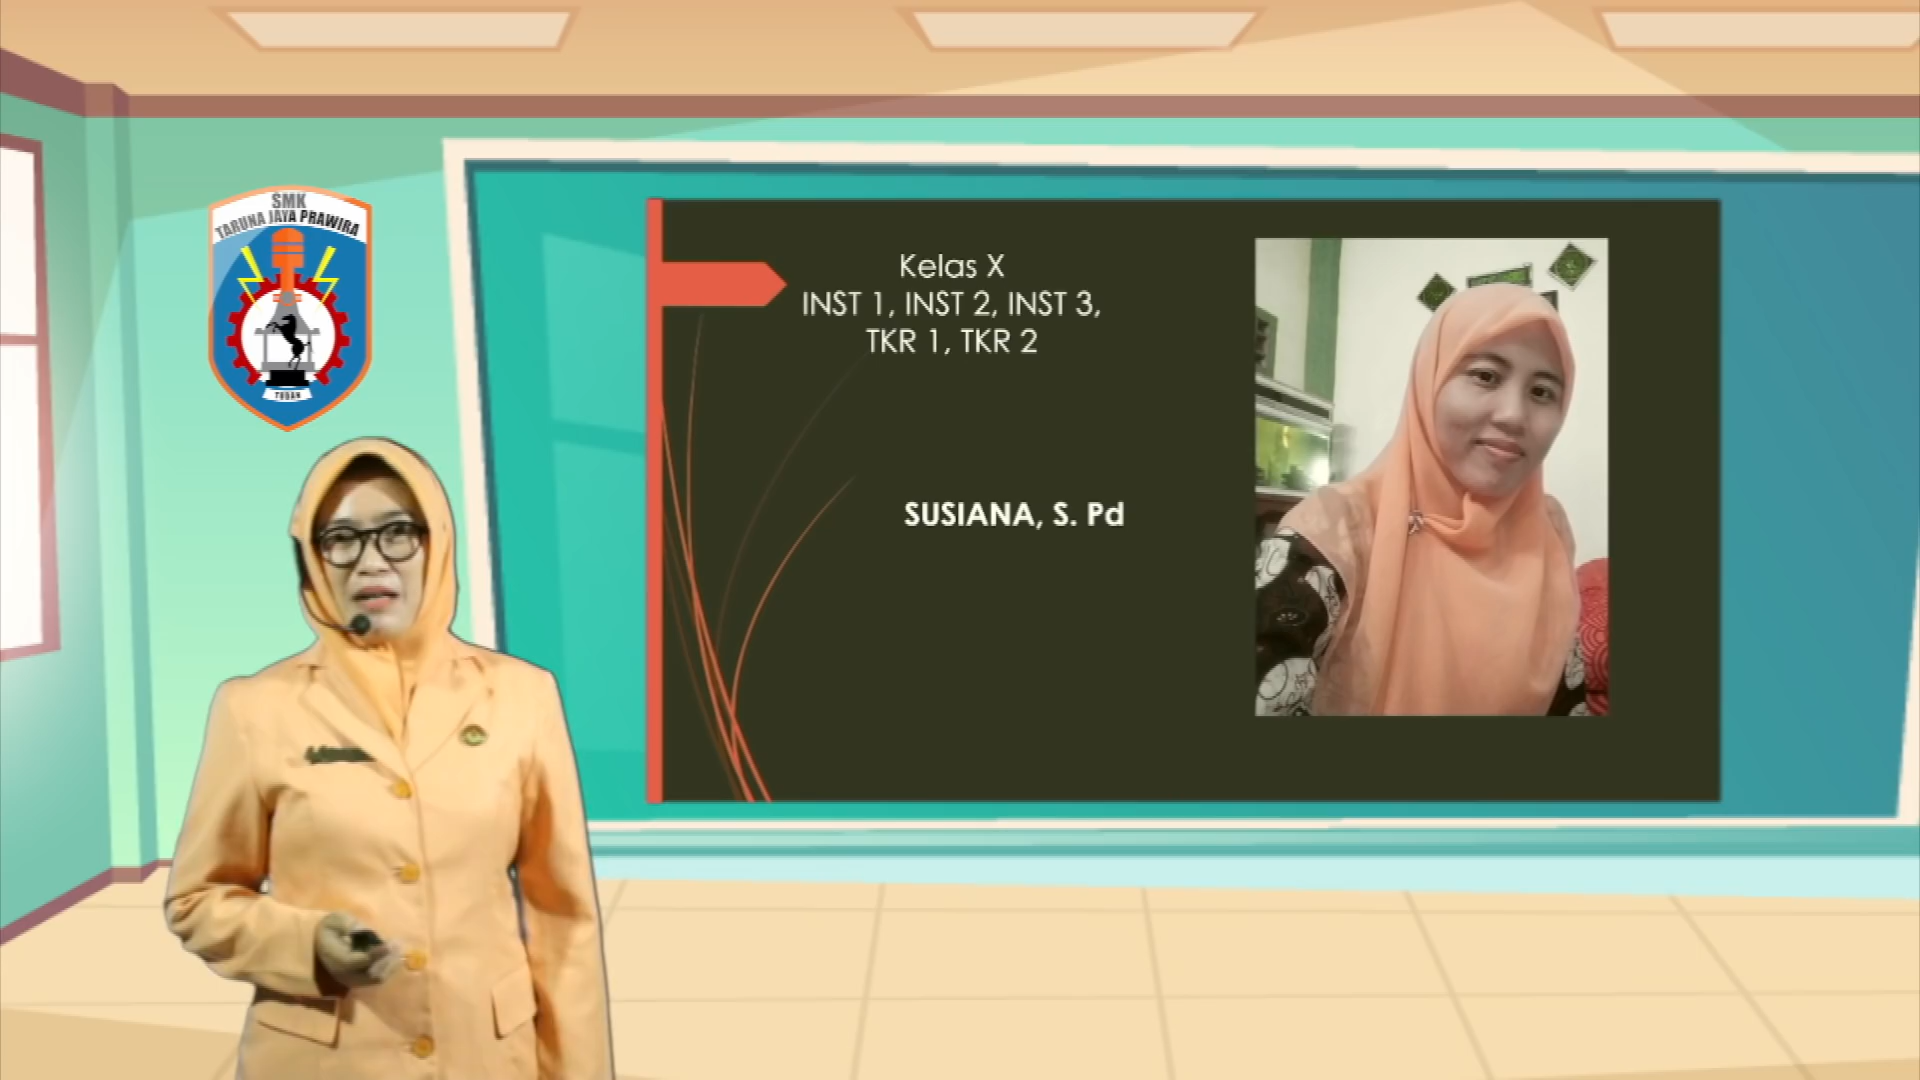 SMK
TARUNA JAYA PRAWIRA
TUBAN
Kelas X
INST 1, INST 2, INST 3,
TKR 1, TKR 2
SUSIANA, S. Pd